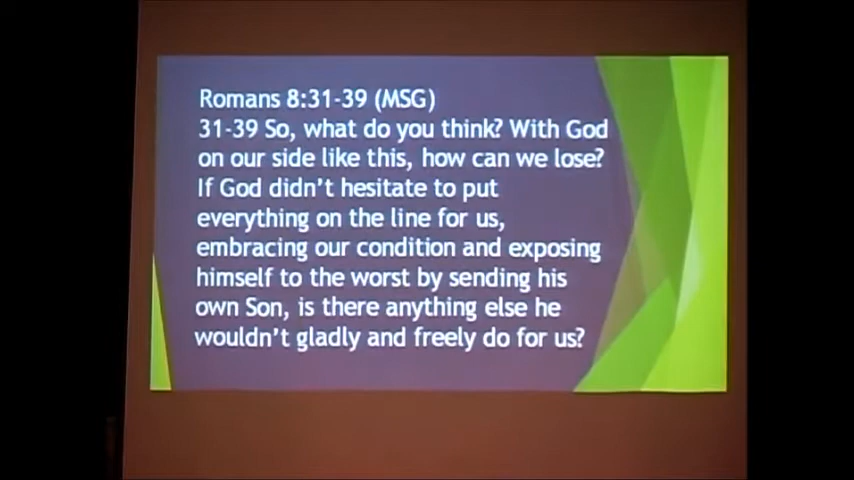 Romans 8:31-39 (MSG)
31-39 So, what do you think? With God
on our side like this, how can we lose?
If God didn't hesitate to put
everything on the line for us,
embracing our condition and exposing
himself to the worst by sending his
own Son, is there anything else he
wouldn't gladly and freely do for us?